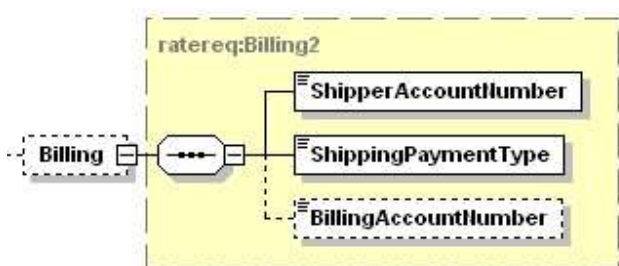 ratereq:Billing2
ShipperAccountNumber
Billing
ShippingPaymentType
BillingAccountNumber